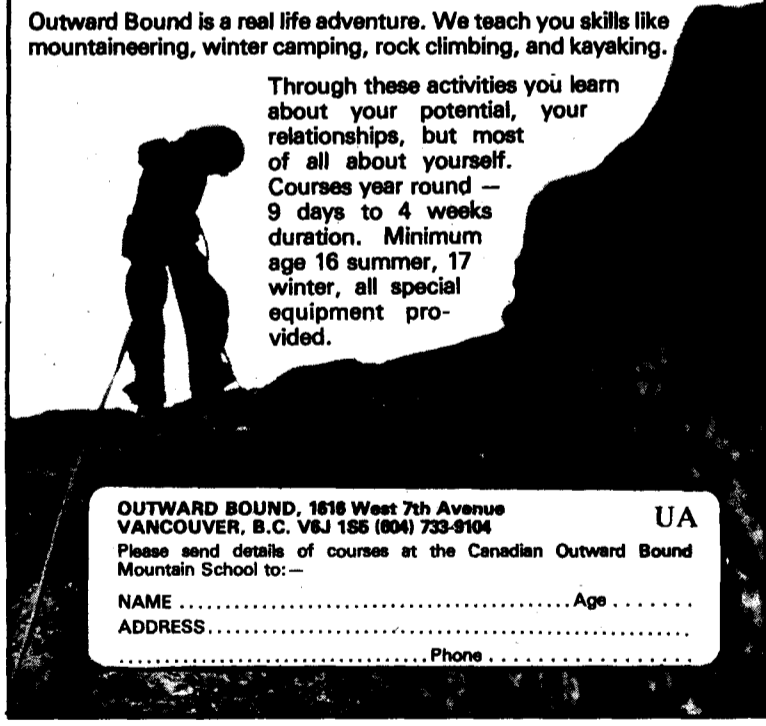 Outward Bound is a real life adventure. We teach you skills like
mountaineering, winter camping, rock climbing, and kayaking.
Through these activities you learn
about your potential, your
relationships, but most
of all about yourself.
Courses year round —
9 days to 4 weeks
duration. Minimum
age 16 summer, 17
winter, all special
equipment pro-
vided.
OUTWARD BOUND, 1616 West 7th Avenue
VANCOUVER, B.C. V6J 1S5 (604) 733-9104
UA
Please send details of courses at the Canadian Outward Bound
Mountain School to:—
NAME ........................................... Age .......
ADDRESS.....................................................
.................................. Phone ......................